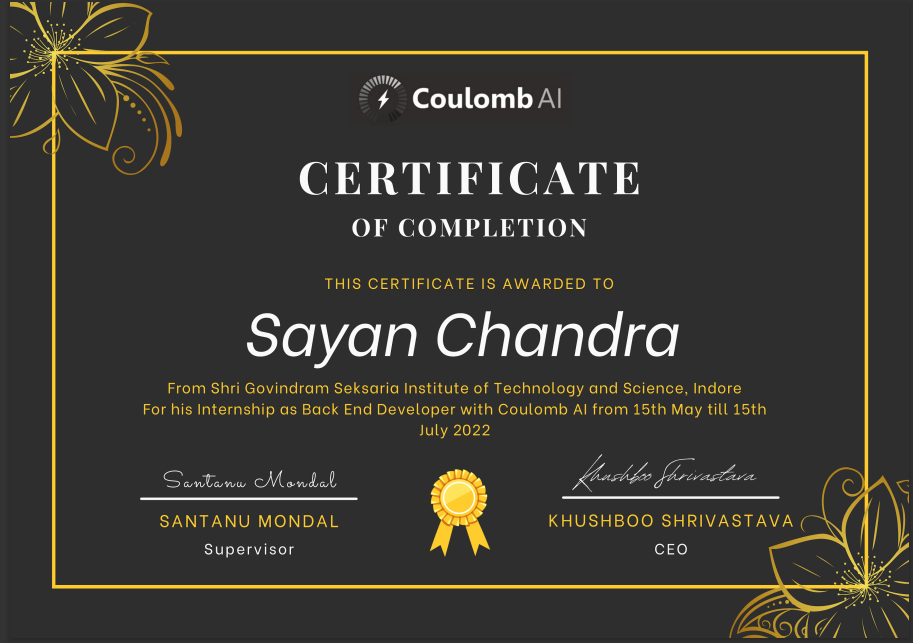 Coulomb AI
CERTIFICATE
OF COMPLETION
THIS CERTIFICATE IS AWARDED TO
Sayan Chandra
From Shri Govindram Seksaria Institute of Technology and Science, Indore
For his Internship as Back End Developer with Coulomb AI from 15th May till 15th
July 2022
Santanu Mondal
Khushboo Shrivastava
SANTANU MONDAL
KHUSHBOO SHRIVASTAVA
Supervisor
CEO